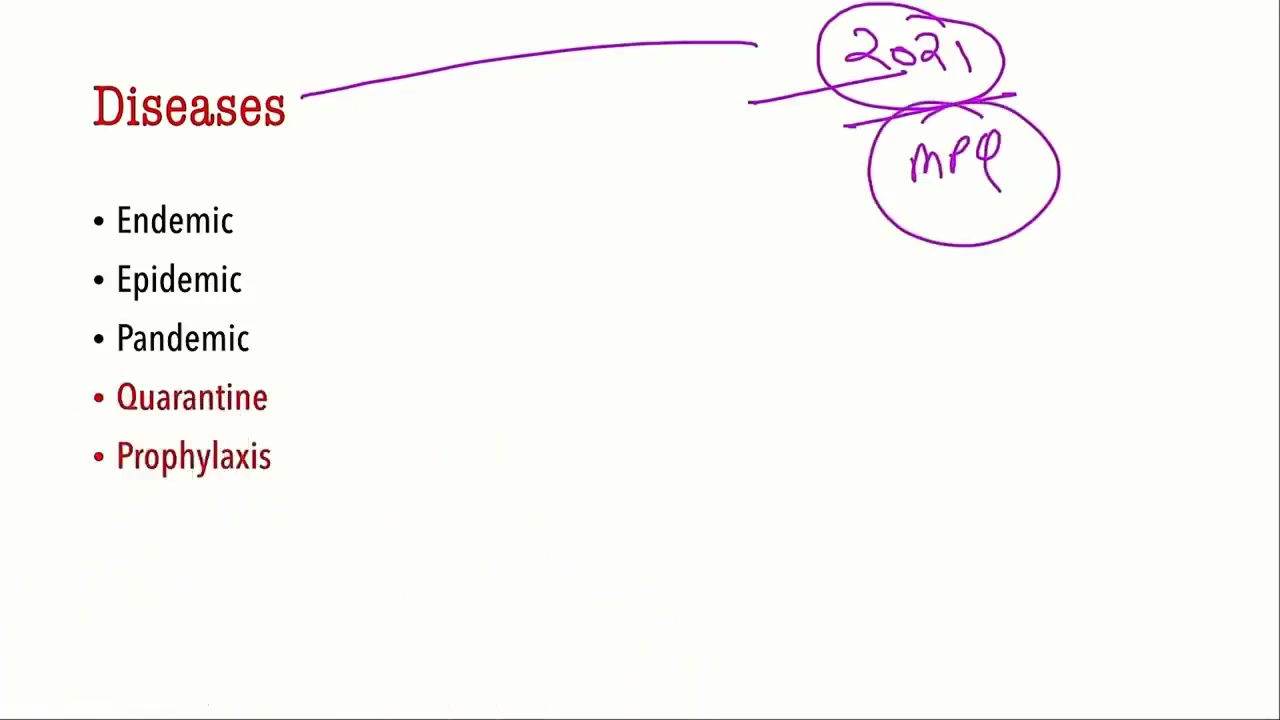 2021
Diseases
MPQ
• Endemic
• Epidemic
• Pandemic
• Quarantine
• Prophylaxis